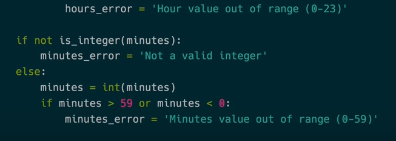 hours_error = 'Hour value out of range (0-23)'
if not is_integer(minutes):
minutes_error = 'Not a valid integer'
else:
minutes = int(minutes)
if minutes > 59 or minutes < 0:
minutes_error = 'Minutes value out of range (0-59)'